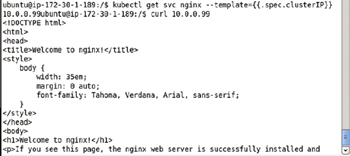 ubuntu@ip-172-30-1-189:/$ kubectl get svc nginx --template={{.spec.clusterIP}}
10.0.0.99ubuntu@ip-172-30-1-189:/$ curl 10.0.0.99
<!DOCTYPE html>
<html>
<head>
<title>Welcome to nginx!</title>
<style>
    body {
        width: 35em;
        margin: 0 auto;
        font-family: Tahoma, Verdana, Arial, sans-serif;
    }
</style>
</head>
<body>
<h1>Welcome to nginx!</h1>
<p>If you see this page, the nginx web server is successfully installed and